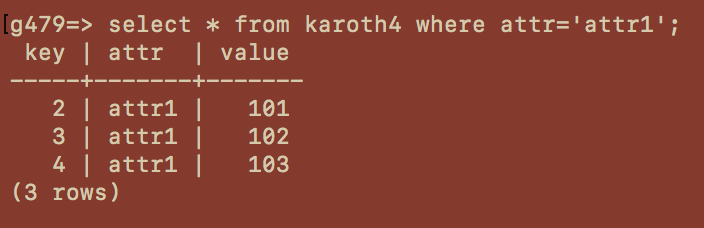 [g479=> select * from karoth4 where attr='attr1';
 key | attr  | value
-----+-------+-------
   2 | attr1 |   101
   3 | attr1 |   102
   4 | attr1 |   103
(3 rows)